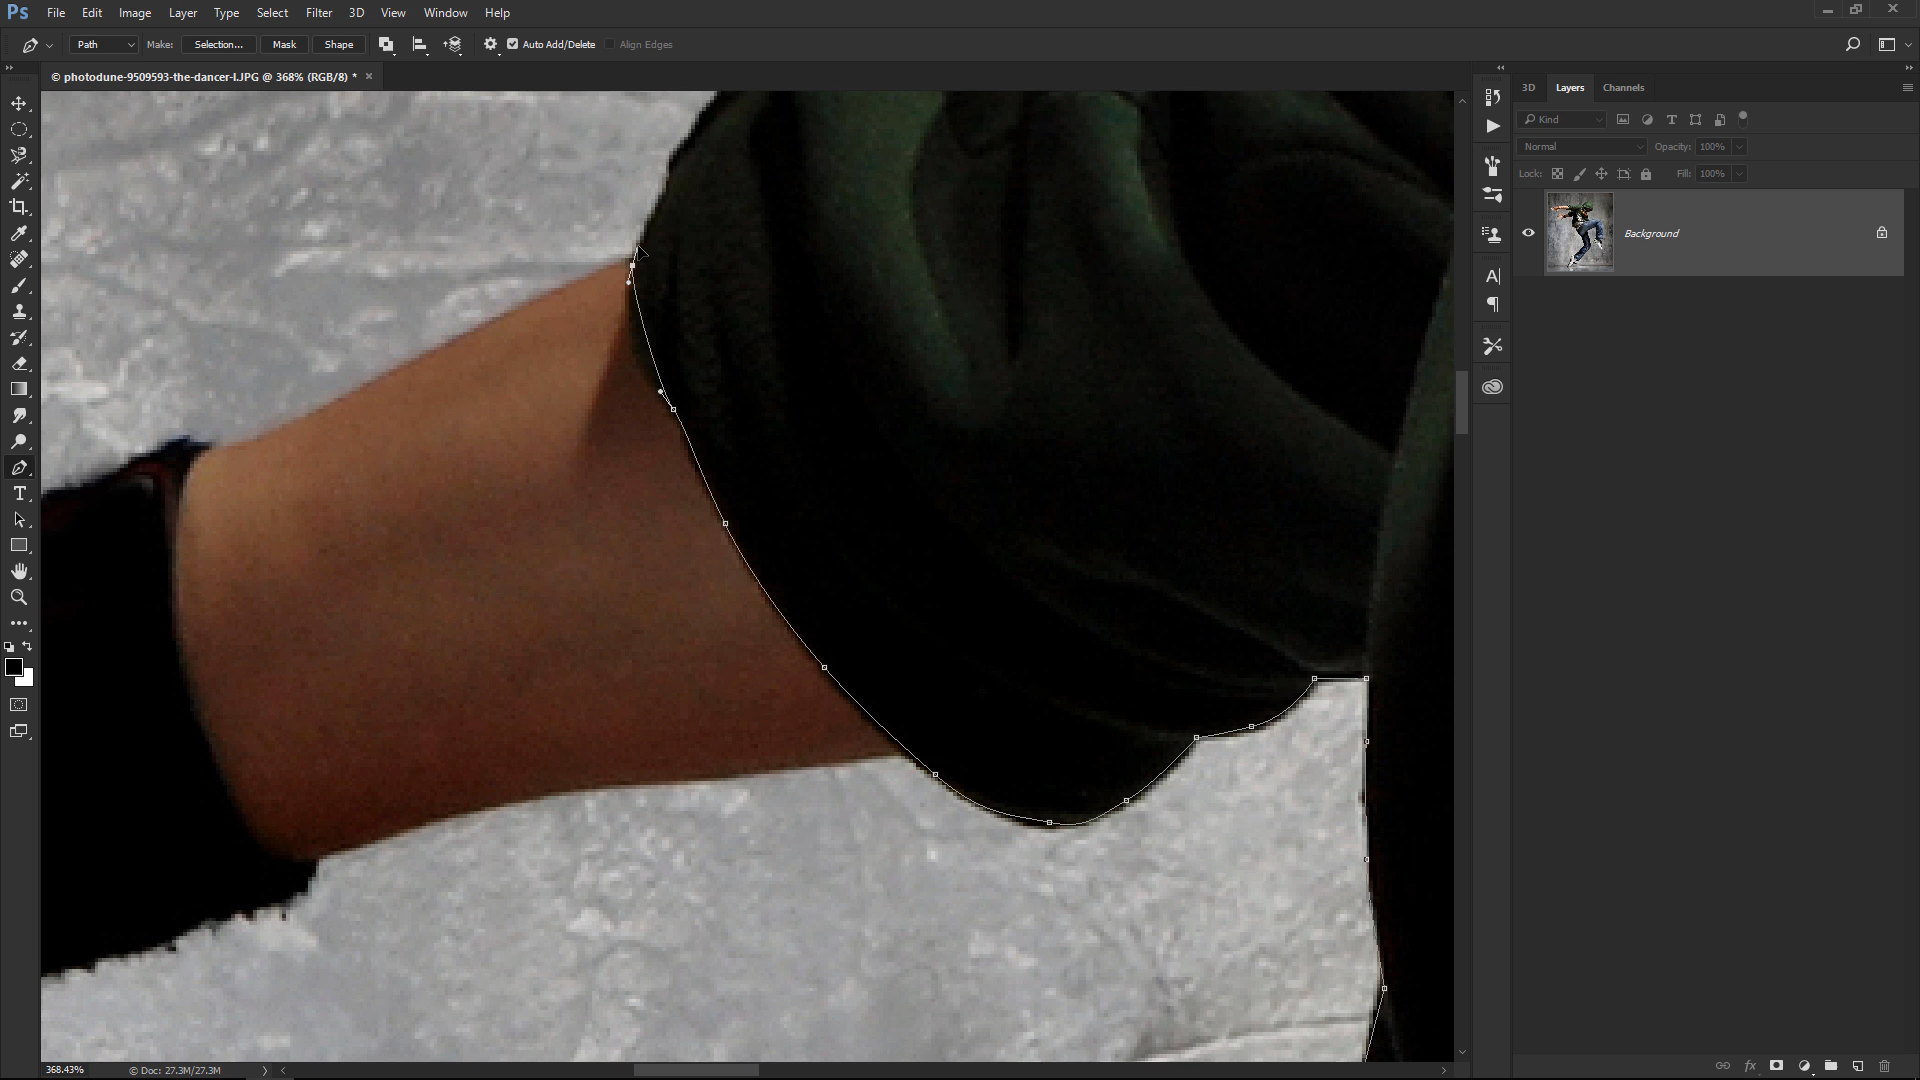 Ps File Edit Image Layer Type Select Filter 3D View Window Help
Path Make: Selection... Mask Shape Auto Add/Delete Align Edges
© photodune-9509593-the-dancer-I.JPG @ 368% (RGB/8) * ×
3D Layers Channels
Kind
Normal Opacity: 100%
Lock: Fill: 100%
Background
368.43% © Doc: 27.3M/27.3M